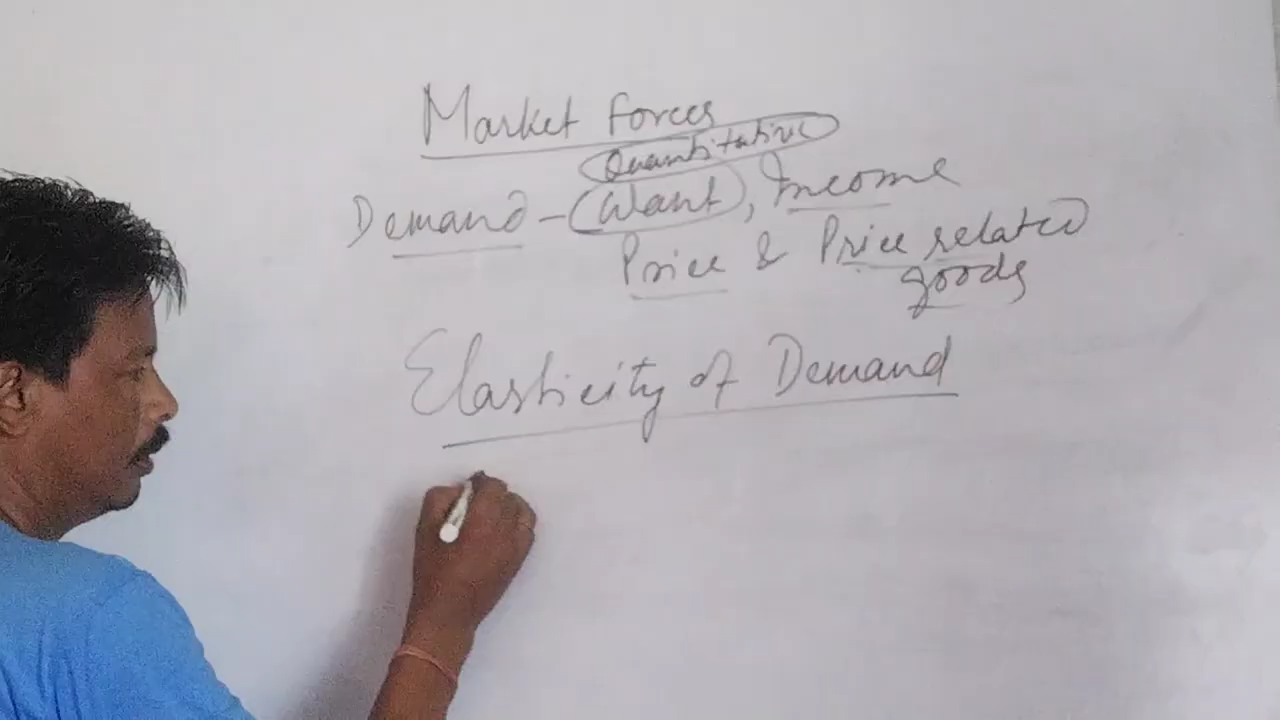 Market forces
Quantitative
Demand - Want, Income
Price & Price related
goods
Elasticity of Demand